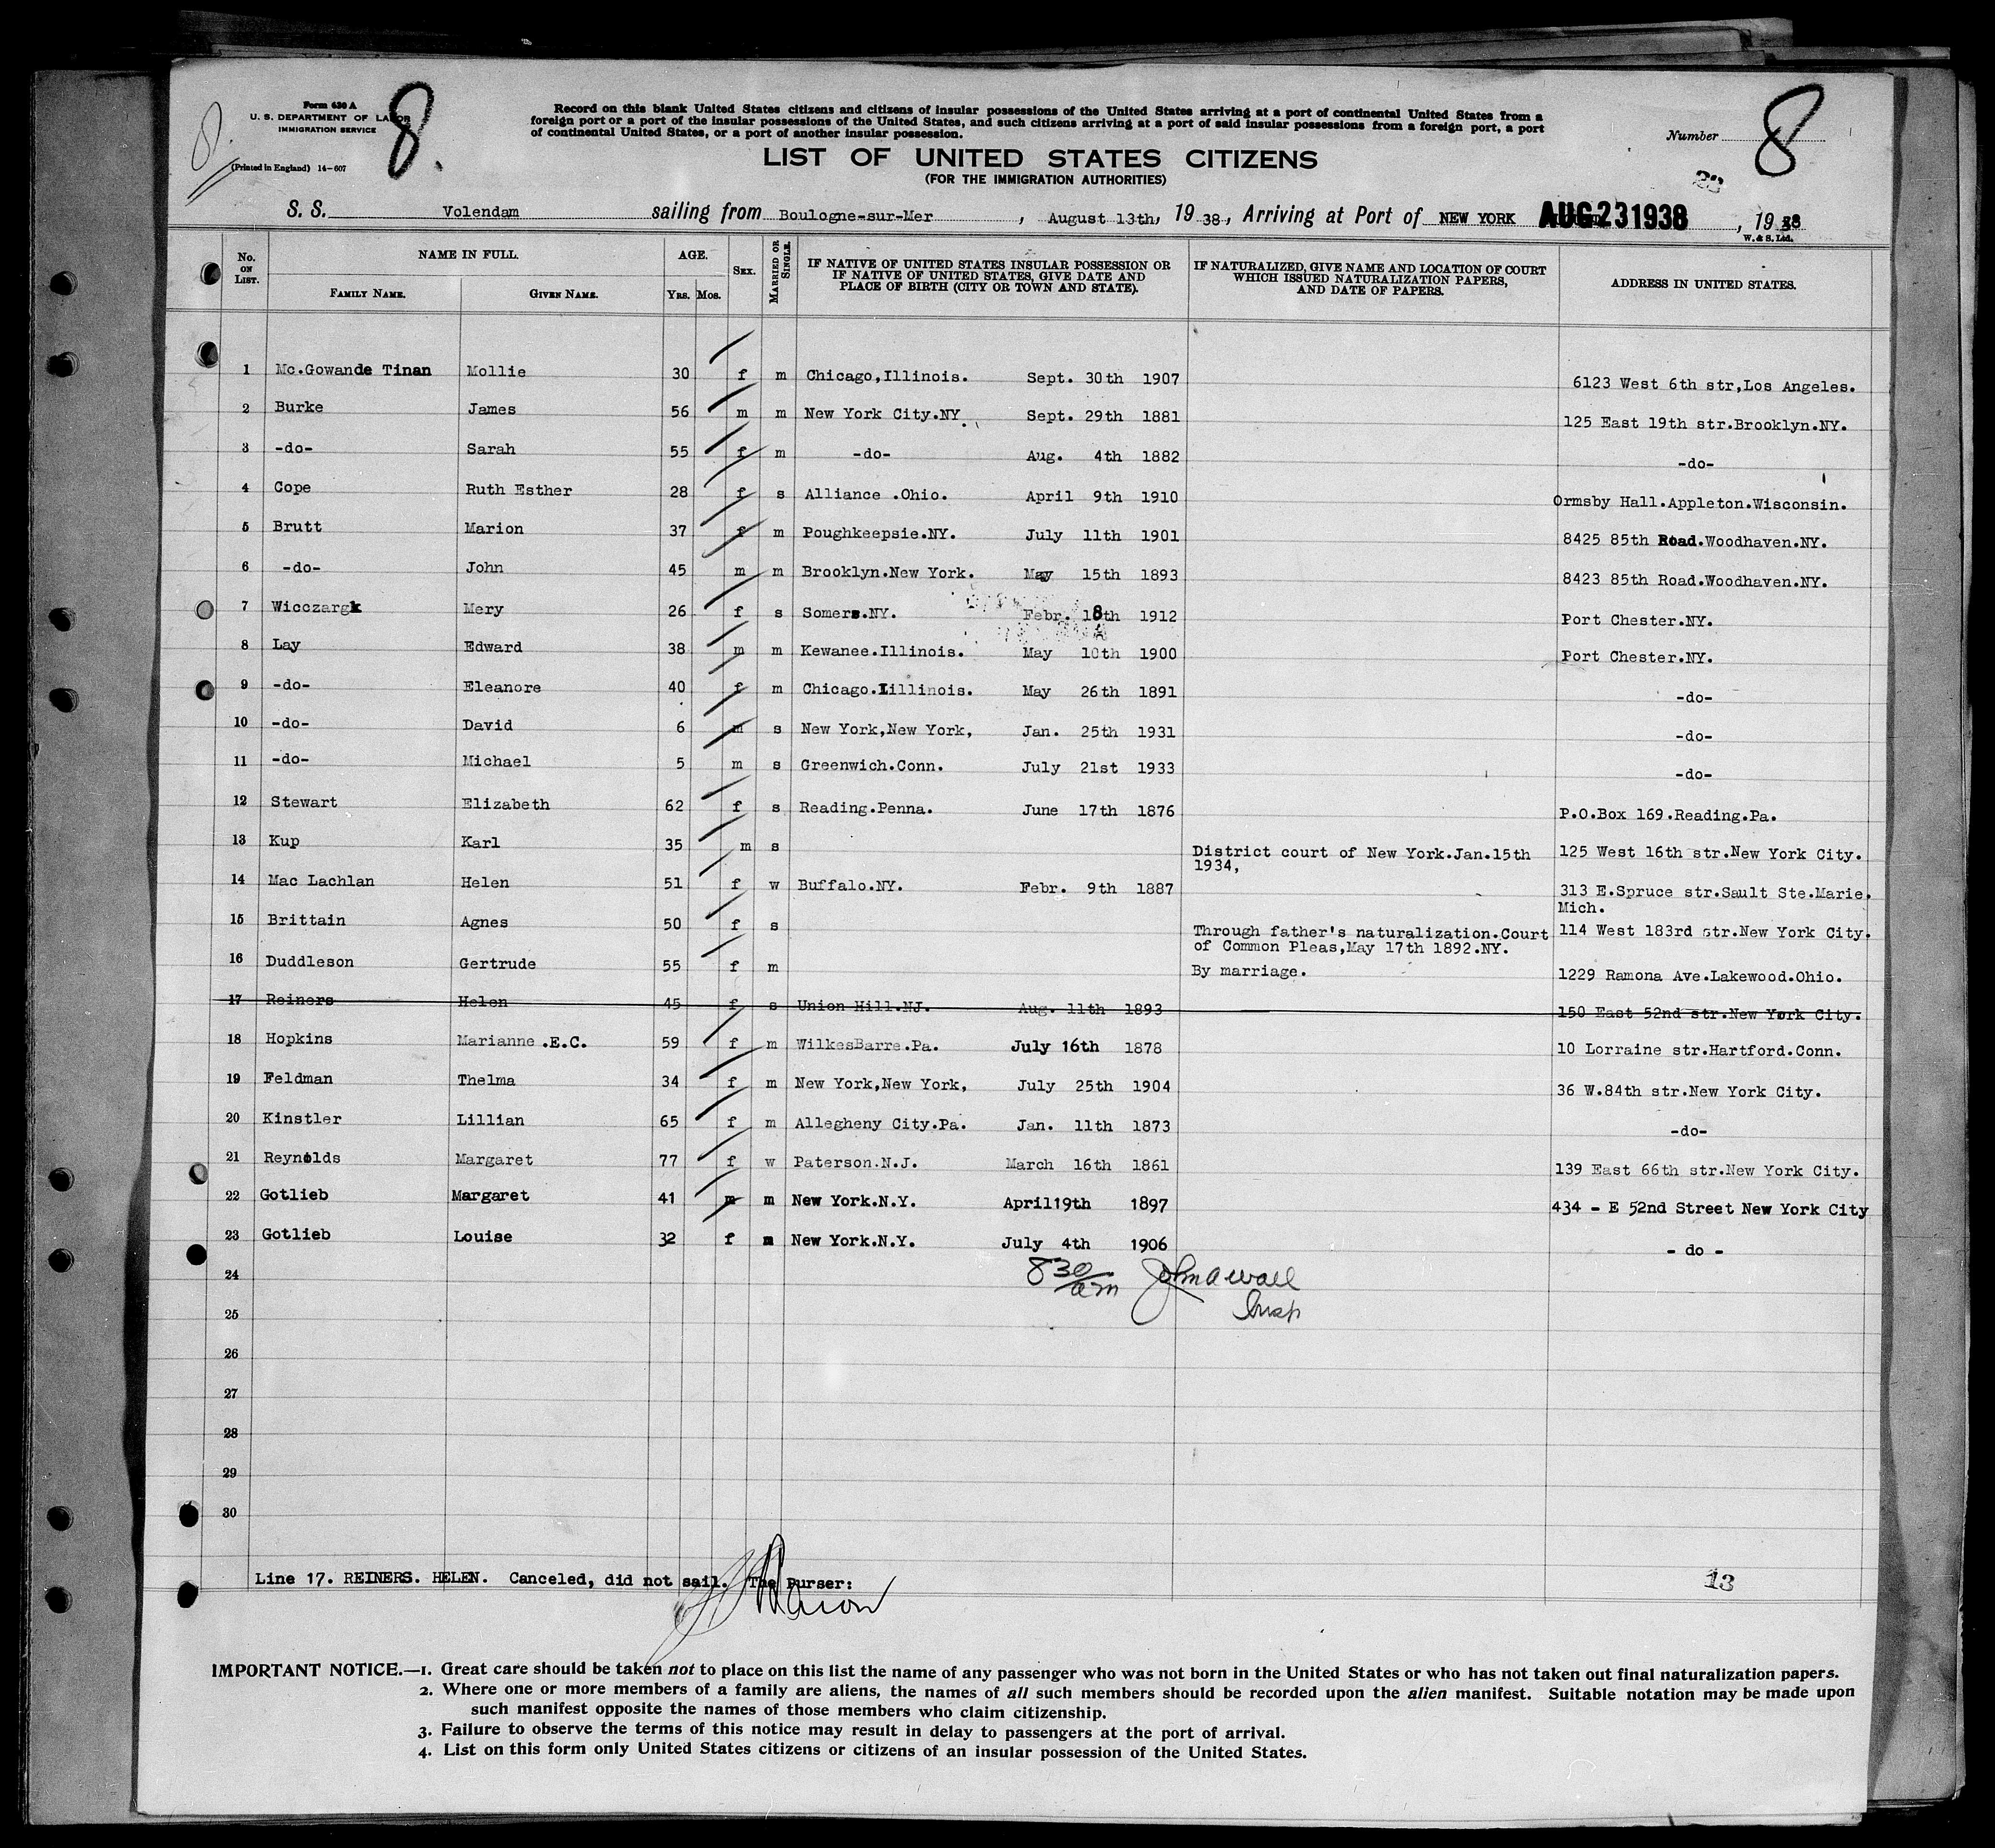 Form 630 A
U. S. DEPARTMENT OF LABOR
IMMIGRATION SERVICE
(Printed in England) 14-607
8.
8.
Record on this blank United States citizens and citizens of insular possessions of the United States arriving at a port of continental United States from a
foreign port or a port of the insular possessions of the United States, and such citizens arriving at a port of said insular possessions from a foreign port, a port
of continental United States, or a port of another insular possession.
Number 8
LIST OF UNITED STATES CITIZENS
(FOR THE IMMIGRATION AUTHORITIES)
S. S. Volendam sailing from Boulogne-sur-Mer, August 13th, 19 38, Arriving at Port of NEW YORK AUG 23 1938, 19 38
W. & S. Ltd.
No. ON LIST. NAME IN FULL. FAMILY NAME. GIVEN NAME. AGE. Yrs. Mos. SEX. MARRIED OR SINGLE. IF NATIVE OF UNITED STATES INSULAR POSSESSION OR IF NATIVE OF UNITED STATES, GIVE DATE AND PLACE OF BIRTH (CITY OR TOWN AND STATE). IF NATURALIZED, GIVE NAME AND LOCATION OF COURT WHICH ISSUED NATURALIZATION PAPERS, AND DATE OF PAPERS. ADDRESS IN UNITED STATES.
1 Mc.Gowande Tinan Mollie 30 f m Chicago,Illinois. Sept. 30th 1907 6123 West 6th str,Los Angeles.
2 Burke James 56 m m New York City.NY. Sept. 29th 1881 125 East 19th str.Brooklyn.NY.
3 -do- Sarah 55 f m -do- Aug. 4th 1882 -do-
4 Cope Ruth Esther 28 f s Alliance .Ohio. April 9th 1910 Ormsby Hall.Appleton.Wisconsin.
5 Brutt Marion 37 f m Poughkeepsie.NY. July 11th 1901 8425 85th Road.Woodhaven.NY.
6 -do- John 45 m m Brooklyn.New York. May 15th 1893 8423 85th Road.Woodhaven.NY.
7 Wicczargk Mery 26 f s Somers.NY. Febr. 18th 1912 Port Chester.NY.
8 Lay Edward 38 m m Kewanee.Illinois. May 10th 1900 Port Chester.NY.
9 -do- Eleanore 40 f m Chicago.Iillinois. May 26th 1891 -do-
10 -do- David 6 m s New York,New York, Jan. 25th 1931 -do-
11 -do- Michael 5 m s Greenwich.Conn. July 21st 1933 -do-
12 Stewart Elizabeth 62 f s Reading.Penna. June 17th 1876 P.O.Box 169.Reading.Pa.
13 Kup Karl 35 m s District court of New York.Jan.15th 125 West 16th str.New York City.
1934,
14 Mac Lachlan Helen 51 f w Buffalo.NY. Febr. 9th 1887 313 E.Spruce str.Sault Ste.Marie.
Mich.
15 Brittain Agnes 50 f s Through father's naturalization.Court 114 West 183rd str.New York City.
of Common Pleas,May 17th 1892.NY.
16 Duddleson Gertrude 55 f m By marriage. 1229 Ramona Ave.Lakewood.Ohio.
17 Reiners Helen 45 f s Union Hill.NJ. Aug. 11th 1893 150 East 52nd str.New York City.
18 Hopkins Marianne .E.C. 59 f m WilkesBarre.Pa. July 16th 1878 10 Lorraine str.Hartford.Conn.
19 Feldman Thelma 34 f m New York,New York, July 25th 1904 36 W.84th str.New York City.
20 Kinstler Lillian 65 f m Allegheny City.Pa. Jan. 11th 1873 -do-
21 Reynolds Margaret 77 f w Paterson.N.J. March 16th 1861 139 East 66th str.New York City.
22 Gotlieb Margaret 41 m m New York.N.Y. April19th 1897 434 - E 52nd Street New York City
23 Gotlieb Louise 32 f m New York.N.Y. July 4th 1906 - do -
24 8 30/am John A Wall
25 Insp
26
27
28
29
30
Line 17. REINERS. HELEN. Canceled, did not sail. The Purser:
13
IMPORTANT NOTICE.—1. Great care should be taken not to place on this list the name of any passenger who was not born in the United States or who has not taken out final naturalization papers.
2. Where one or more members of a family are aliens, the names of all such members should be recorded upon the alien manifest. Suitable notation may be made upon
such manifest opposite the names of those members who claim citizenship.
3. Failure to observe the terms of this notice may result in delay to passengers at the port of arrival.
4. List on this form only United States citizens or citizens of an insular possession of the United States.